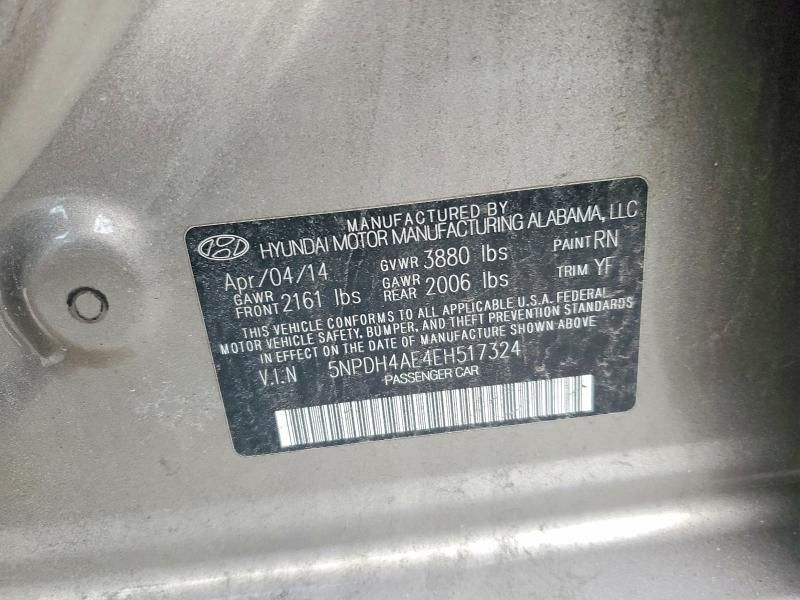 MANUFACTURED BY
HYUNDAI MOTOR MANUFACTURING ALABAMA, LLC
Apr/04/14 GVWR 3880 lbs PAINT RN
GAWR FRONT 2161 lbs GAWR REAR 2006 lbs TRIM YF
THIS VEHICLE CONFORMS TO ALL APPLICABLE U.S.A. FEDERAL
MOTOR VEHICLE SAFETY, BUMPER, AND THEFT PREVENTION STANDARDS
IN EFFECT ON THE DATE OF MANUFACTURE SHOWN ABOVE
V.I.N 5NPDH4AE4EH517324
PASSENGER CAR